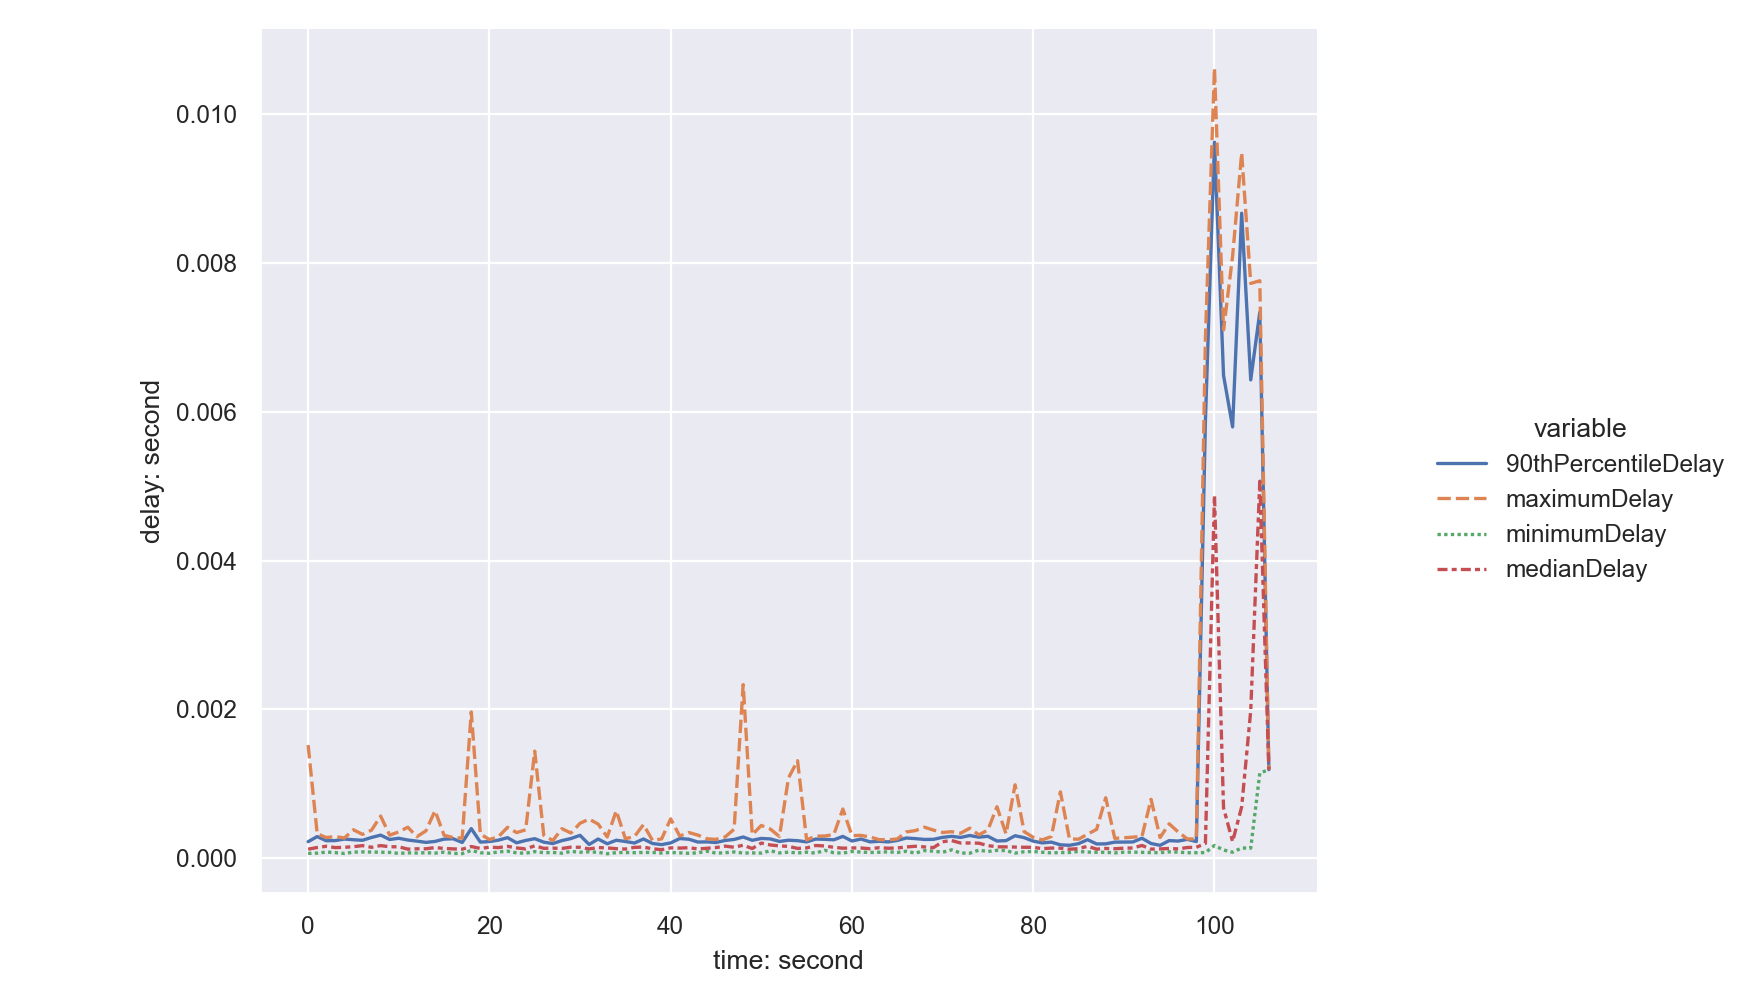 0.010
0.008
0.006
0.004
0.002
0.000
delay: second
0 20 40 60 80 100
time: second
variable
90thPercentileDelay
maximumDelay
minimumDelay
medianDelay